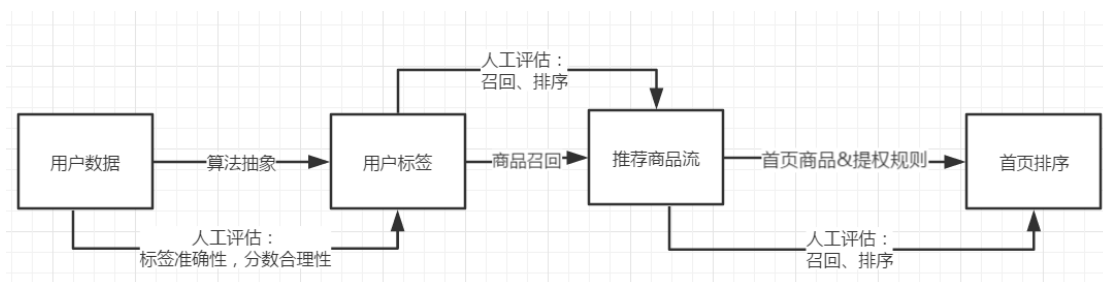 人工评估：
召回、排序
用户数据
算法抽象
用户标签
商品召回
推荐商品流
首页商品&提权规则
首页排序
人工评估：
标签准确性，分数合理性
人工评估：
召回、排序